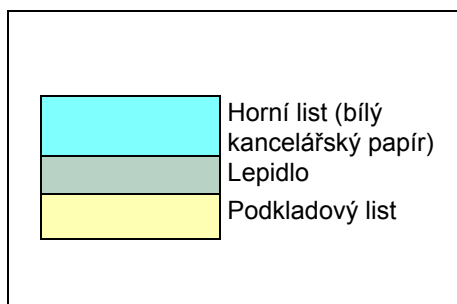 Horní list (bílý
kancelářský papír)
Lepidlo
Podkladový list